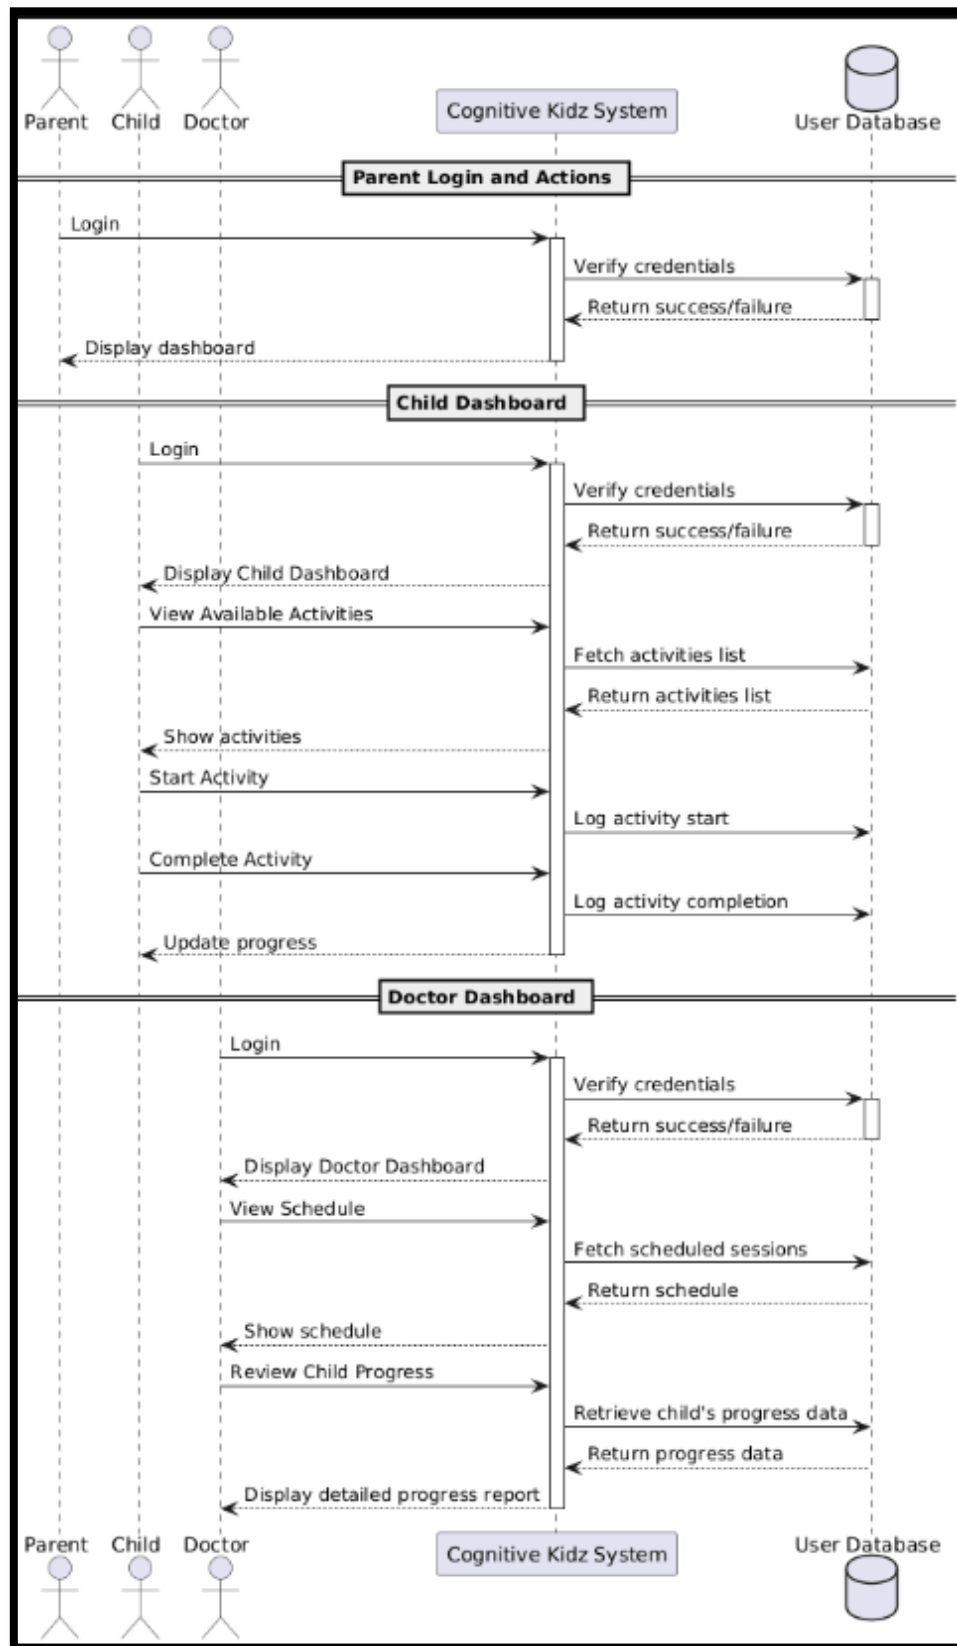 Parent Child Doctor
Cognitive Kidz System
User Database
Parent Login and Actions
Login
Verify credentials
Return success/failure
Display dashboard
Child Dashboard
Login
Verify credentials
Return success/failure
Display Child Dashboard
View Available Activities
Fetch activities list
Return activities list
Show activities
Start Activity
Log activity start
Complete Activity
Log activity completion
Update progress
Doctor Dashboard
Login
Verify credentials
Return success/failure
Display Doctor Dashboard
View Schedule
Fetch scheduled sessions
Return schedule
Show schedule
Review Child Progress
Retrieve child's progress data
Return progress data
Display detailed progress report
Parent Child Doctor
Cognitive Kidz System
User Database